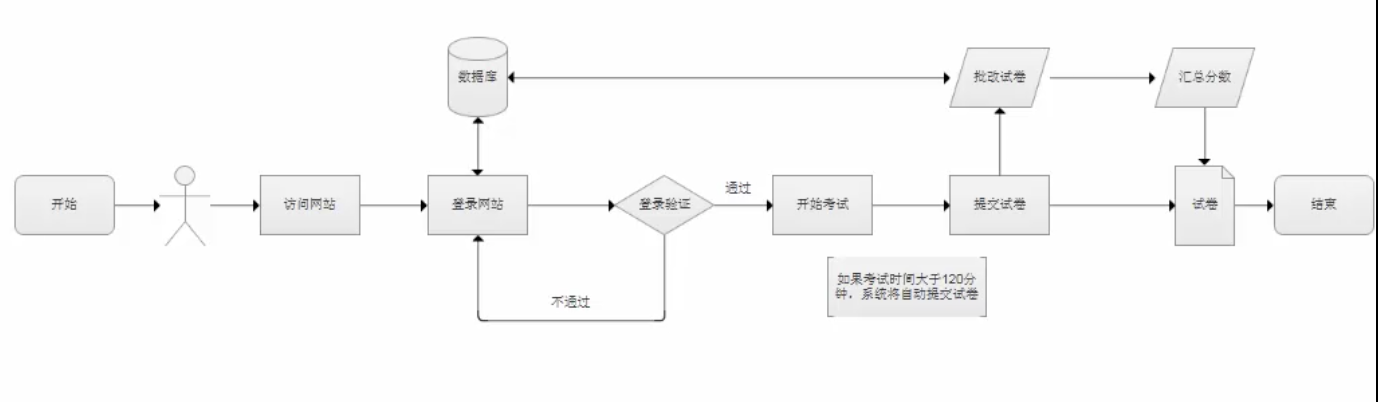 数据库
批改试卷
汇总分数
开始
访问网站
登录网站
登录验证
通过
开始考试
提交试卷
试卷
结束
如果考试时间大于120分
钟，系统将自动提交试卷
不通过